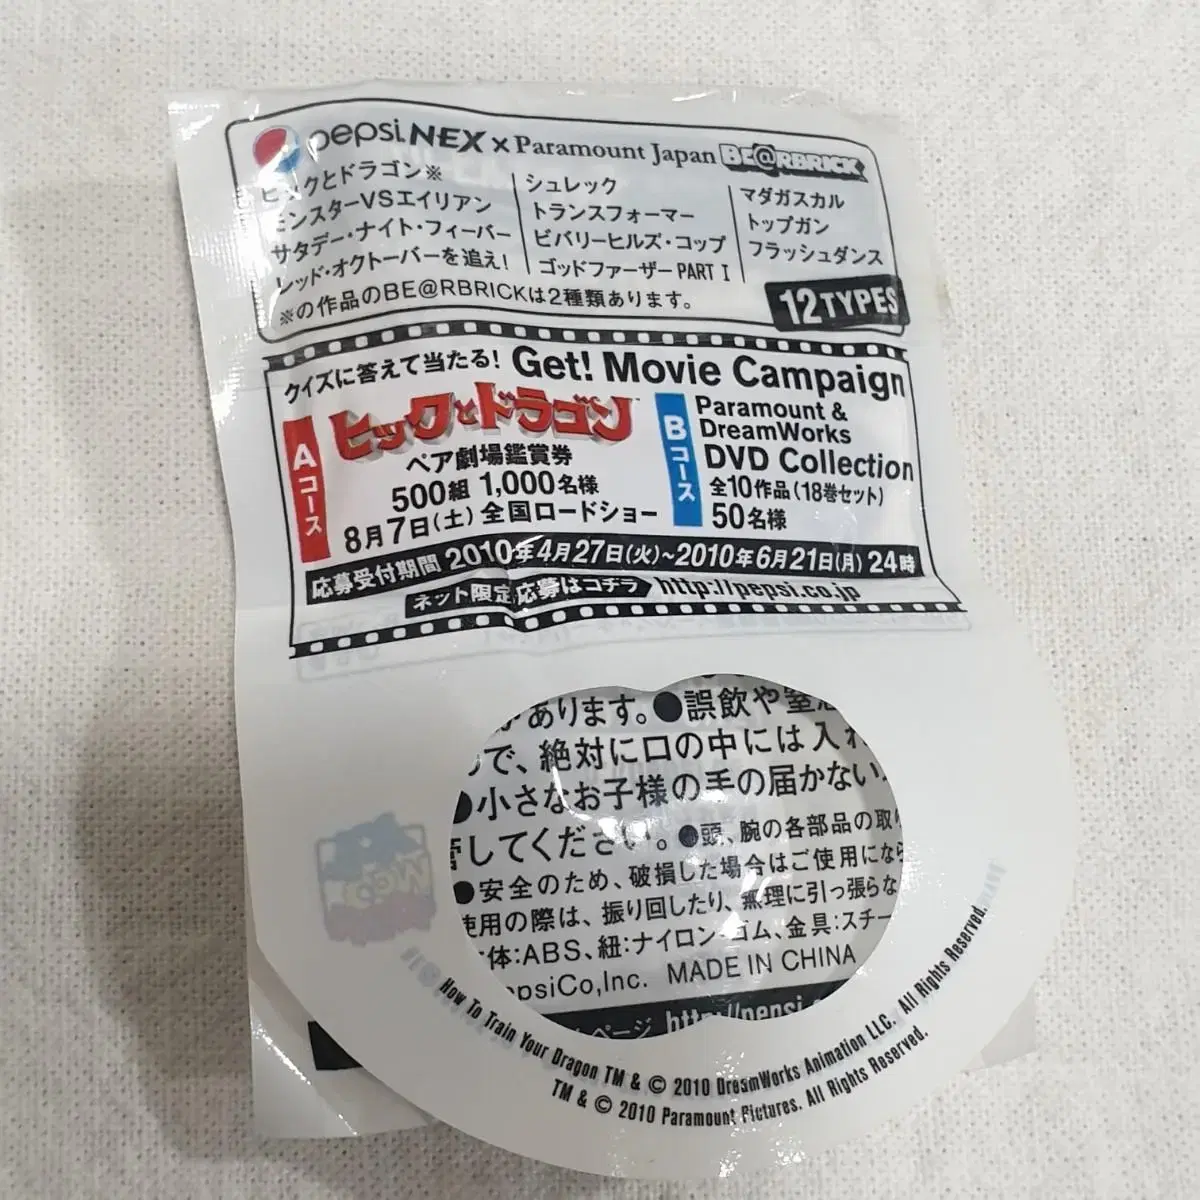 pepsi NEX × Paramount Japan BE@RBRICK
ヒックとドラゴン※
モンスターVSエイリアン
サタデー・ナイト・フィーバー
レッド・オクトーバーを追え!
シュレック
トランスフォーマー
ビバリーヒルズ・コップ
ゴッドファーザー PART I
マダガスカル
トップガン
フラッシュダンス
※の作品のBE@RBRICKは2種類あります。
12TYPES
クイズに答えて当たる! Get! Movie Campaign
Aコース
ヒックとドラゴン
ペア劇場鑑賞券
500組 1,000名様
8月7日(土) 全国ロードショー
Bコース
Paramount &
DreamWorks
DVD Collection
全10作品(18巻セット)
50名様
応募受付期間 2010年4月27日(火)~2010年6月21日(月) 24時
ネット限定 応募はコチラ http://pepsi.co.jp
があります。●誤飲や窒息
ので、絶対に口の中には入れ
●小さなお子様の手の届かない
管してください。●頭、腕の各部品の取り
●安全のため、破損した場合はご使用になら
使用の際は、振り回したり、無理に引っ張らな
体:ABS、紐:ナイロン・ゴム、金具:スチー
PepsiCo,Inc. MADE IN CHINA
ムページ http://pepsi.
How To Train Your Dragon TM & © 2010 DreamWorks Animation LLC. All Rights Reserved.
TM & © 2010 Paramount Pictures. All Rights Reserved.